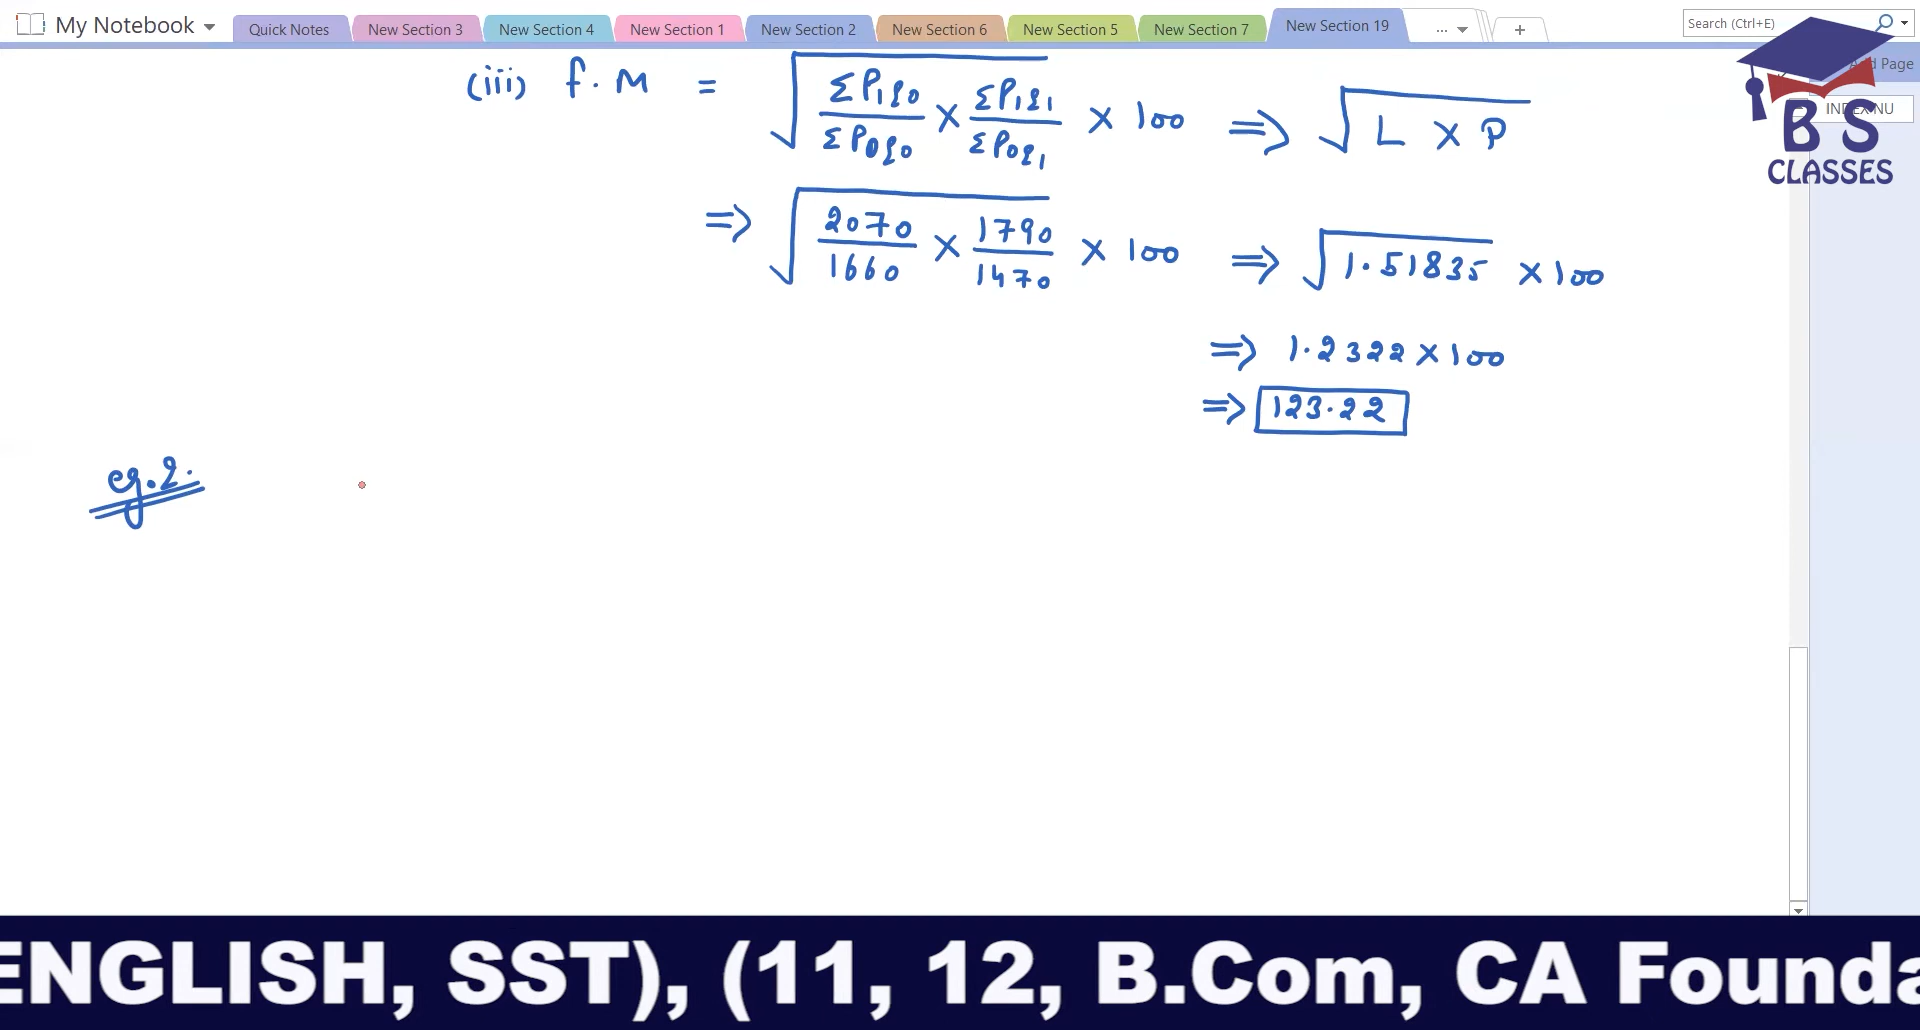 My Notebook
Quick Notes
New Section 3
New Section 4
New Section 1
New Section 2
New Section 6
New Section 5
New Section 7
New Section 19
...
+
Search (Ctrl+E)
d Page
INDEX NU
B S
CLASSES
(iii) f.M = √ΣP₁q₀/ΣP₀q₀ × ΣP₁q₁/ΣP₀q₁ × 100 ⇒ √L × P
⇒ √2070/1660 × 1790/1470 × 100 ⇒ √1.51835 × 100
⇒ 1.2322 × 100
⇒ 123.22
eg.2.
ENGLISH, SST), (11, 12, B.Com, CA Founda